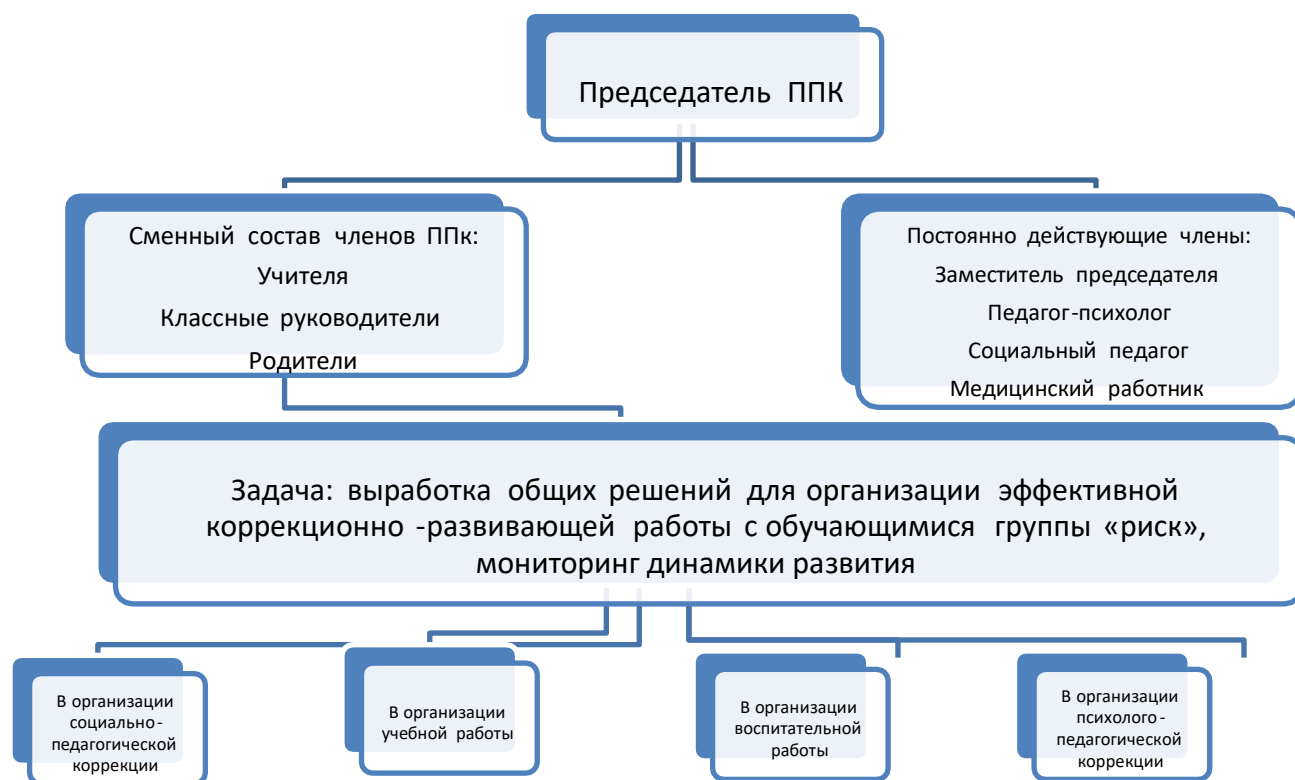 Председатель ППК
Сменный состав членов ППк:
Учителя
Классные руководители
Родители
Постоянно действующие члены:
Заместитель председателя
Педагог-психолог
Социальный педагог
Медицинский работник
Задача: выработка общих решений для организации эффективной
коррекционно -развивающей работы с обучающимися группы «риск»,
мониторинг динамики развития
В организации
социально-
педагогической
коррекции
В организации
учебной работы
В организации
воспитательной
работы
В организации
психолого-
педагогической
коррекции